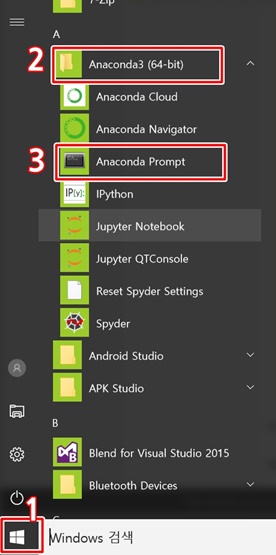 7-Zip
A
2
Anaconda3 (64-bit)
Anaconda Cloud
Anaconda Navigator
3
Anaconda Prompt
IP[y]:
IPython
Jupyter Notebook
Jupyter QTConsole
Reset Spyder Settings
Spyder
Android Studio
APK Studio
B
Blend for Visual Studio 2015
Bluetooth Devices
1
Windows 검색